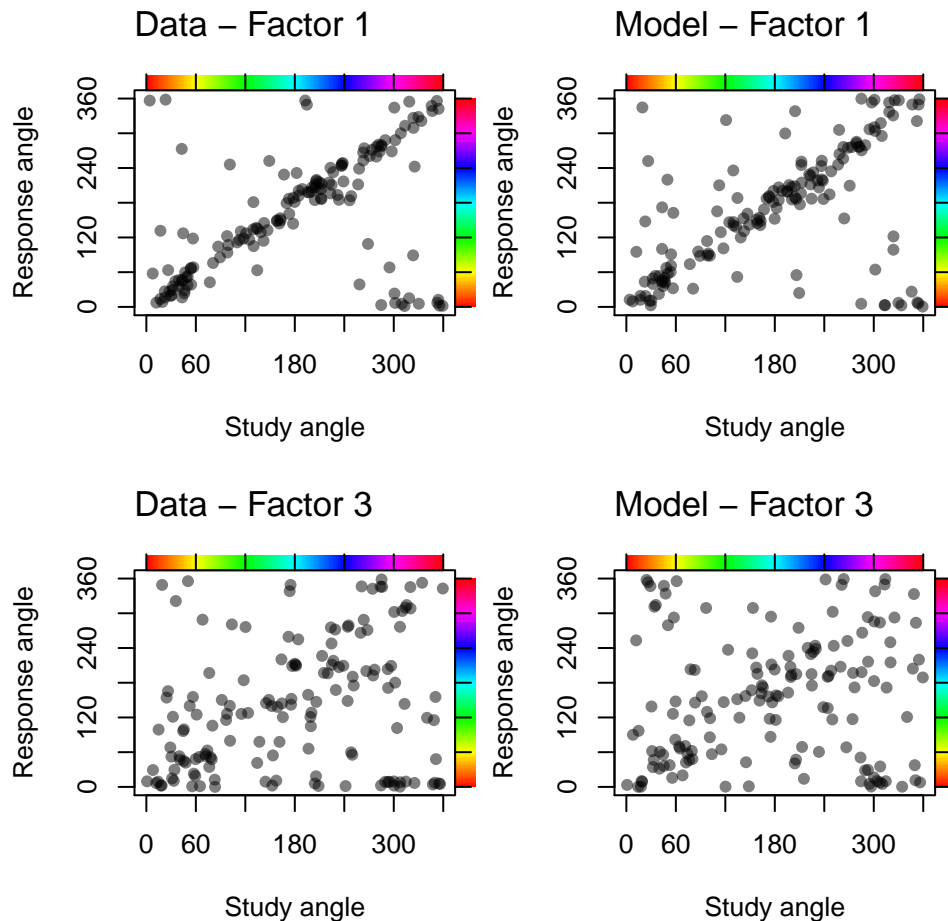 Data – Factor 1
Response angle
0 120 240 360
0 60 180 300
Study angle
Model – Factor 1
Response angle
0 120 240 360
0 60 180 300
Study angle
Data – Factor 3
Response angle
0 120 240 360
0 60 180 300
Study angle
Model – Factor 3
Response angle
0 120 240 360
0 60 180 300
Study angle